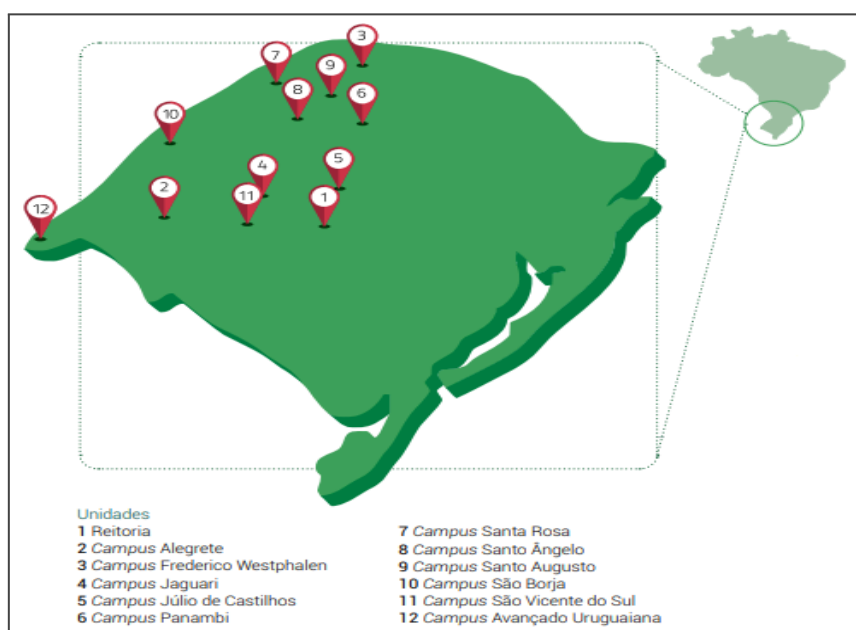 3
7
9
8
6
10
4
5
2
11
1
12
Unidades
1 Reitoria
2 Campus Alegrete
3 Campus Frederico Westphalen
4 Campus Jaguari
5 Campus Júlio de Castilhos
6 Campus Panambi
7 Campus Santa Rosa
8 Campus Santo Ângelo
9 Campus Santo Augusto
10 Campus São Borja
11 Campus São Vicente do Sul
12 Campus Avançado Uruguaiana